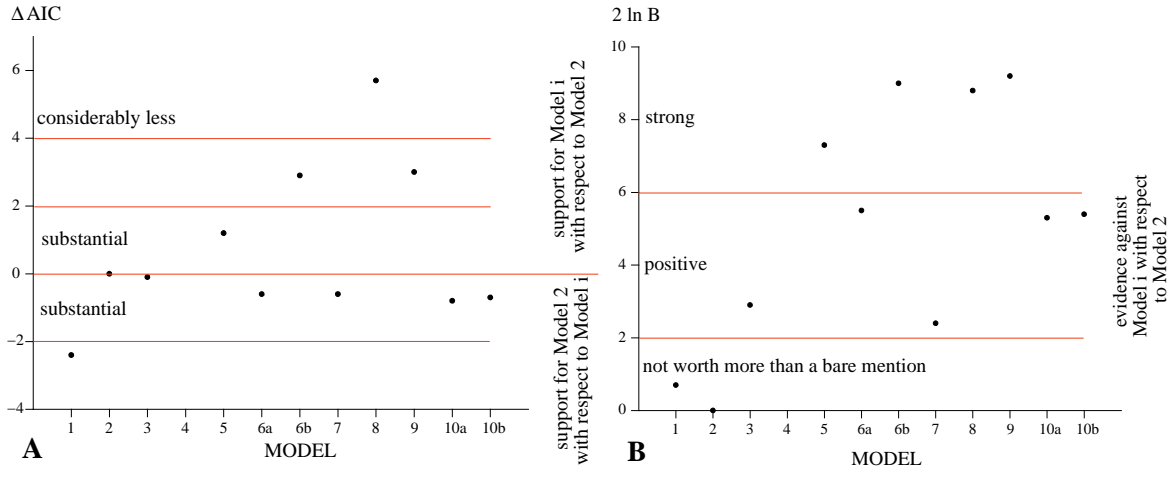 Δ AIC
6
4
2
0
−2
−4
considerably less
substantial
substantial
1 2 3 4 5 6a 6b 7 8 9 10a 10b
MODEL
A
support for Model i
with respect to Model 2
support for Model 2
with respect to Model i
2 ln B
10
8
6
4
2
0
strong
positive
not worth more than a bare mention
1 2 3 4 5 6a 6b 7 8 9 10a 10b
MODEL
B
evidence against
Model i with respect
to Model 2